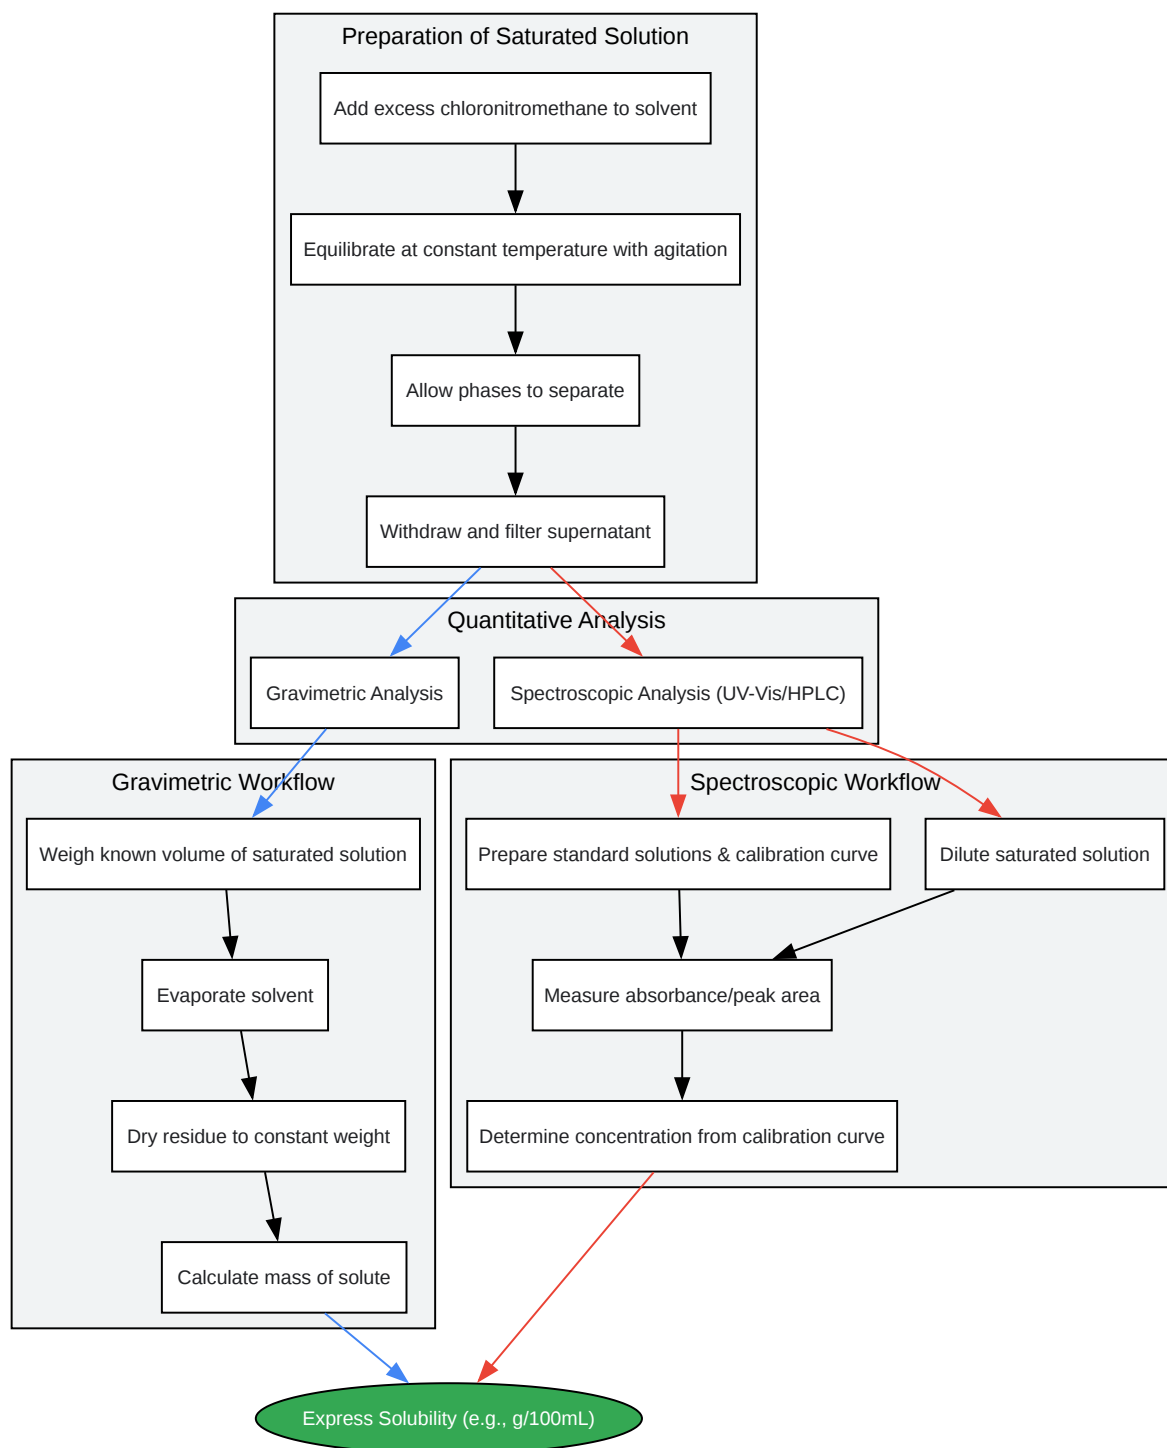 Preparation of Saturated Solution
Add excess chloronitromethane to solvent
Equilibrate at constant temperature with agitation
Allow phases to separate
Withdraw and filter supernatant
Quantitative Analysis
Gravimetric Analysis
Spectroscopic Analysis (UV-Vis/HPLC)
Gravimetric Workflow
Weigh known volume of saturated solution
Evaporate solvent
Dry residue to constant weight
Calculate mass of solute
Spectroscopic Workflow
Prepare standard solutions & calibration curve
Dilute saturated solution
Measure absorbance/peak area
Determine concentration from calibration curve
Express Solubility (e.g., g/100mL)